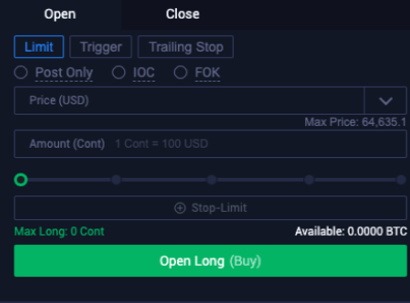 Open Close
Limit Trigger Trailing Stop
Post Only IOC FOK
Price (USD)
Max Price: 64,635.1
Amount (Cont) 1 Cont = 100 USD
Stop-Limit
Max Long: 0 Cont Available: 0.0000 BTC
Open Long (Buy)